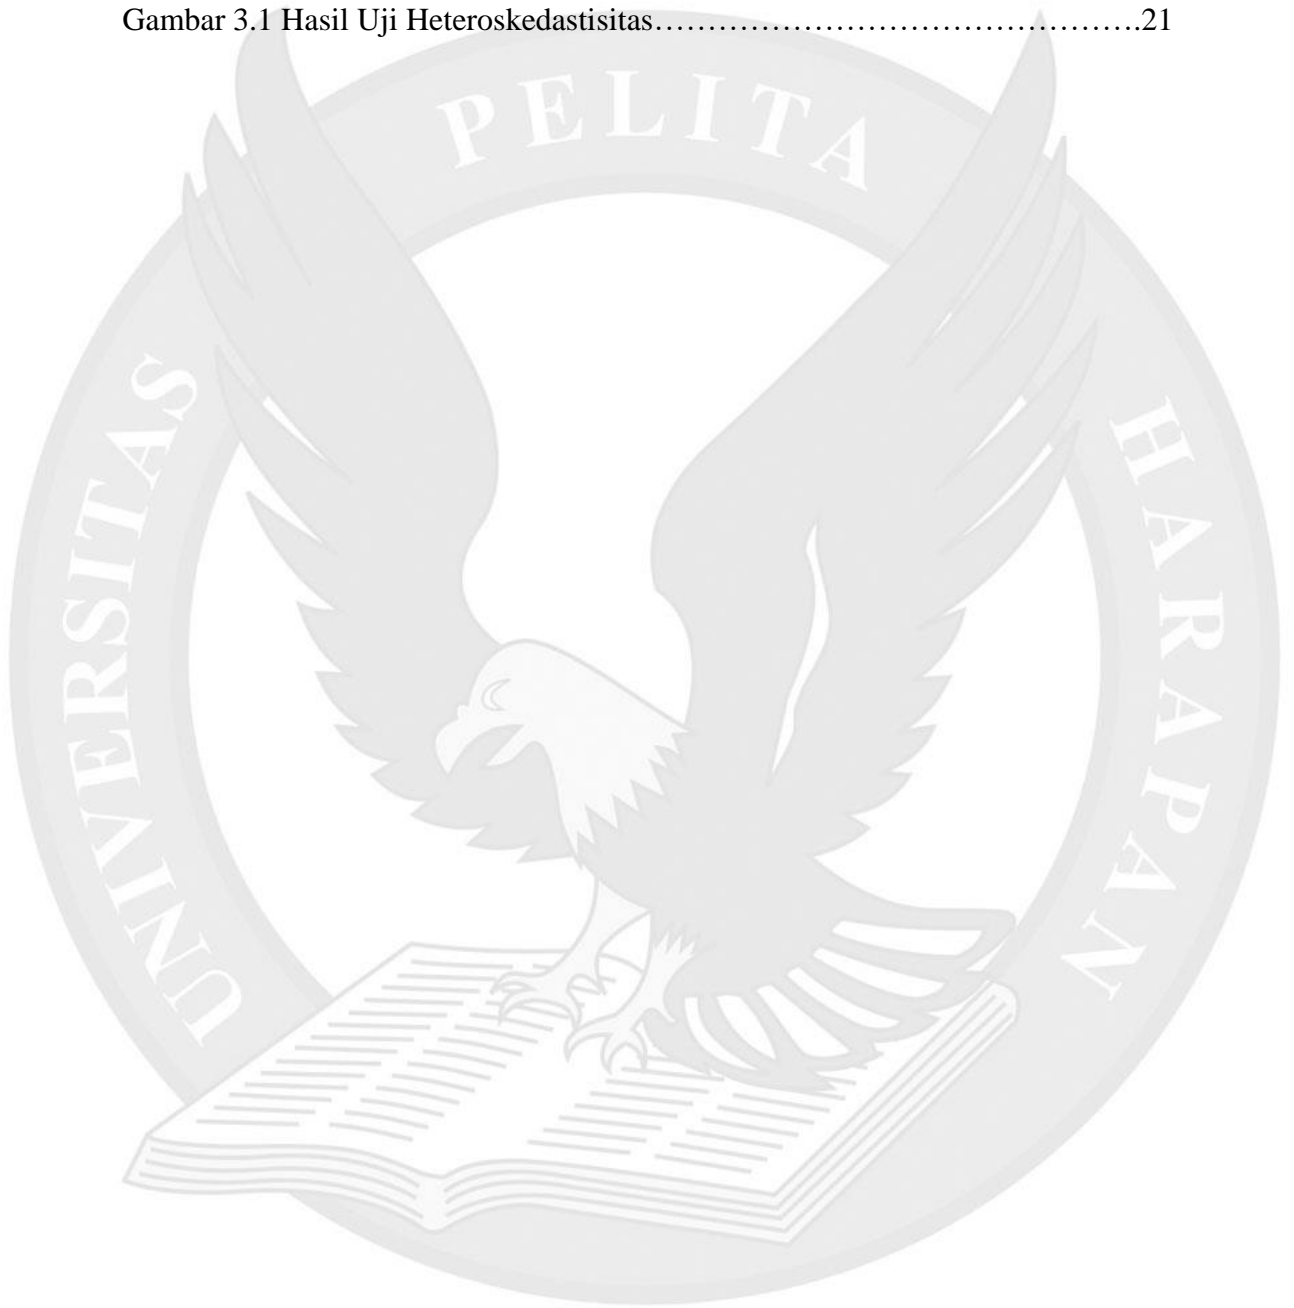 Gambar 3.1 Hasil Uji Heteroskedastisitas……………………………………….21
UNIVERSITAS PELITA HARAPAN